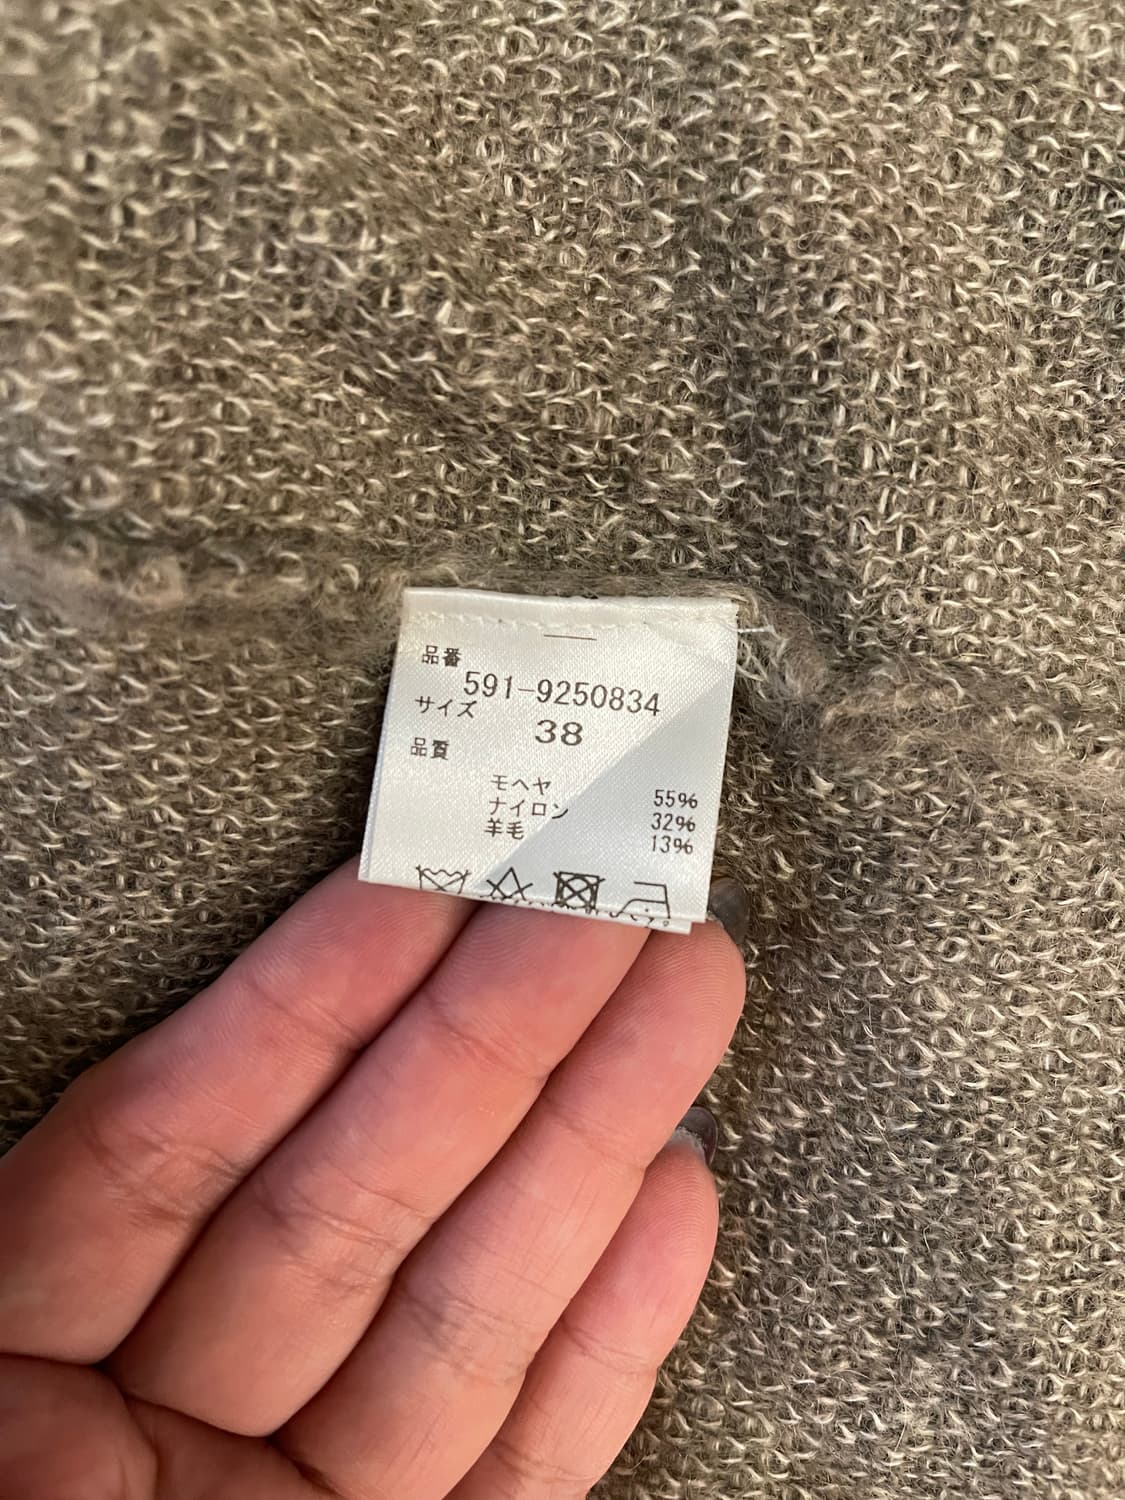 品番
591-9250834
サイズ 38
品質
モヘヤ 55%
ナイロン 32%
羊毛 13%